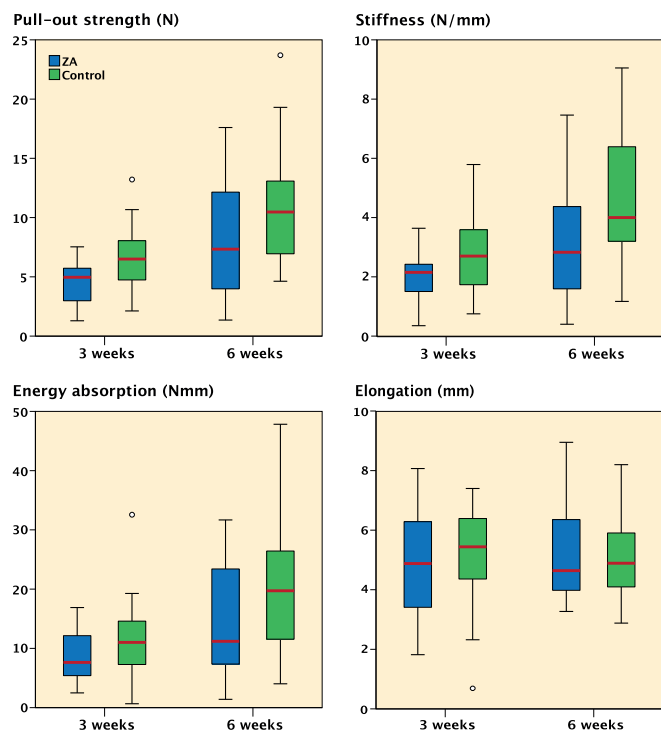 Pull-out strength (N)
25
20
15
10
5
0
ZA
Control
3 weeks
6 weeks
Stiffness (N/mm)
10
8
6
4
2
0
3 weeks
6 weeks
Energy absorption (Nmm)
50
40
30
20
10
0
3 weeks
6 weeks
Elongation (mm)
10
8
6
4
2
0
3 weeks
6 weeks